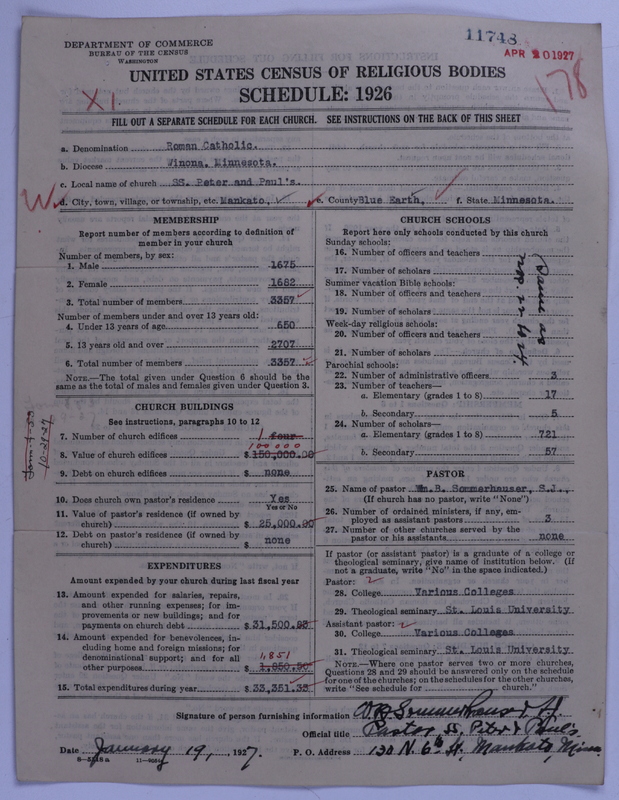 11748
APR 20 1927
178
DEPARTMENT OF COMMERCE
BUREAU OF THE CENSUS
WASHINGTON
X1
UNITED STATES CENSUS OF RELIGIOUS BODIES
SCHEDULE: 1926
FILL OUT A SEPARATE SCHEDULE FOR EACH CHURCH. SEE INSTRUCTIONS ON THE BACK OF THIS SHEET
a. Denomination Roman Catholic.
b. Diocese Winona, Minnesota.
c. Local name of church SS. Peter and Paul's.
W
d. City, town, village, or township, etc. Mankato, e. County Blue Earth, f. State Minnesota.
MEMBERSHIP
Report number of members according to definition of
member in your church
Number of members, by sex:
1. Male 1675
2. Female 1682
3. Total number of members 3357
Number of members under and over 13 years old:
4. Under 13 years of age 650
5. 13 years old and over 2707
6. Total number of members 3357
NOTE.—The total given under Question 6 should be the
same as the total of males and females given under Question 3.
CHURCH BUILDINGS
See instructions, paragraphs 10 to 12
7. Number of church edifices 1 four
100000
8. Value of church edifices $ 150,000.00
9. Debt on church edifices $ none
10. Does church own pastor's residence Yes
Yes or No
11. Value of pastor's residence (if owned by
church) $ 25,000.00
12. Debt on pastor's residence (if owned by
church) $ none
10-29-27
EXPENDITURES
Amount expended by your church during last fiscal year
13. Amount expended for salaries, repairs,
and other running expenses; for im-
provements or new buildings; and for
payments on church debt $ 31,500.83
14. Amount expended for benevolences, in-
cluding home and foreign missions; for
denominational support; and for all
1,851
other purposes $ 1,850.50
15. Total expenditures during year $ 33,351.33
CHURCH SCHOOLS
Report here only schools conducted by this church
Sunday schools:
16. Number of officers and teachers
17. Number of scholars
Summer vacation Bible schools:
18. Number of officers and teachers
19. Number of scholars
Week-day religious schools:
20. Number of officers and teachers
21. Number of scholars
Same as
22 to 24
Parochial schools:
22. Number of administrative officers 3
23. Number of teachers—
a. Elementary (grades 1 to 8) 17
b. Secondary 5
24. Number of scholars—
a. Elementary (grades 1 to 8) 721
b. Secondary 57
PASTOR
25. Name of pastor Wm. B. Sommerhauser, S.J.,
(If church has no pastor, write "None")
26. Number of ordained ministers, if any, em-
ployed as assistant pastors 3
27. Number of other churches served by the
pastor or his assistants none
If pastor (or assistant pastor) is a graduate of a college or
theological seminary, give name of institution below. (If
not a graduate, write "No" in the space indicated.)
Pastor: 2
28. College Various Colleges
29. Theological seminary St. Louis University
Assistant pastor: 2
30. College Various Colleges
31. Theological seminary St. Louis University
NOTE.—Where one pastor serves two or more churches,
Questions 28 and 29 should be answered only on the schedule
for one of the churches; on the schedules for the other churches,
write "See schedule for church."
Signature of person furnishing information W B Sommerhauser S.J.
Official title Pastor SS. Peter & Paul's
Date January 19, 1927. P. O. Address 130 N. 6th St. Mankato, Minn